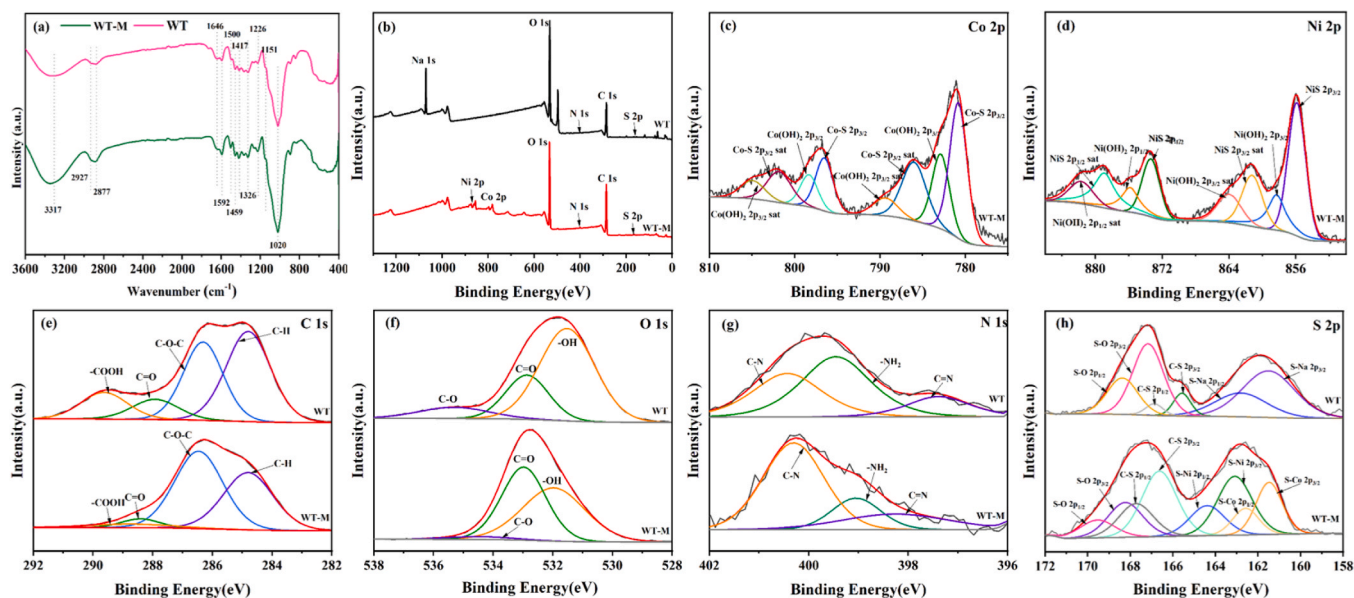 (a)
WT-M
WT
1646
1500
1417
1226
1151
2927
2877
3317
1592
1459
1326
1020
Intensity (a.u.)
3600
3200
2800
2400
2000
1600
1200
800
400
Wavenumber (cm⁻¹)
(b)
O 1s
Na 1s
C 1s
N 1s
S 2p
WT
O 1s
C 1s
Ni 2p
Co 2p
N 1s
S 2p
WT-M
Intensity(a.u.)
1200
1000
800
600
400
200
0
Binding Energy(eV)
(c)
Co 2p
Co-S 2p3/2
Co(OH)2 2p3/2
Co-S 2p3/2
Co(OH)2 2p3/2
Co-S 2p3/2 sat
Co-S 2p3/2 sat
Co(OH)2 2p3/2 sat
Co(OH)2 2p3/2 sat
WT-M
Intensity(a.u.)
810
800
790
780
Binding Energy(eV)
(d)
Ni 2p
NiS 2p3/2
Ni(OH)2 2p3/2
NiS 2p3/2 sat
Ni(OH)2 2p1/2
NiS 2p3/2 sat
Ni(OH)2 2p3/2 sat
Ni(OH)2 2p1/2 sat
WT-M
Intensity(a.u.)
880
872
864
856
Binding Energy(eV)
(e)
C 1s
C-H
C-O-C
-COOH
C=O
WT
C-O-C
C-H
C=O
-COOH
WT-M
Intensity(a.u.)
292
290
288
286
284
282
Binding Energy(eV)
(f)
O 1s
-OH
C=O
C-O
WT
C=O
-OH
C-O
WT-M
Intensity(a.u.)
538
536
534
532
530
528
Binding Energy(eV)
(g)
N 1s
C-N
-NH2
C=N
WT
C-N
-NH2
C=N
WT-M
Intensity(a.u.)
402
400
398
396
Binding Energy(eV)
(h)
S 2p
S-O 2p3/2
S-O 2p1/2
C-S 2p3/2
C-S 2p1/2
S-Na 2p1/2
S-Na 2p3/2
WT
C-S 2p3/2
C-S 2p1/2
S-O 2p3/2
S-O 2p1/2
S-Ni 2p1/2
S-Ni 2p3/2
S-Co 2p3/2
S-Co 2p1/2
WT-M
Intensity(a.u.)
172
170
168
166
164
162
160
158
Binding Energy(eV)